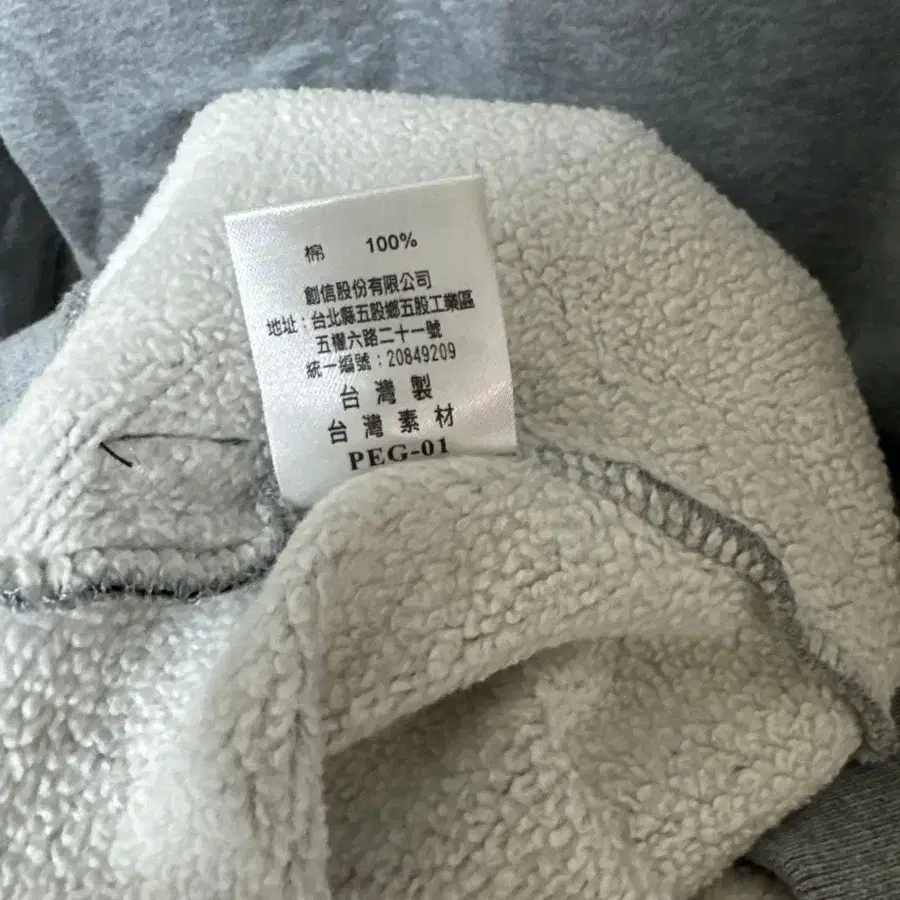 棉 100%
創信股份有限公司
地址：台北縣五股鄉五股工業區
五權六路二十一號
統一編號：20849209
台灣製
台灣素材
PEG-01